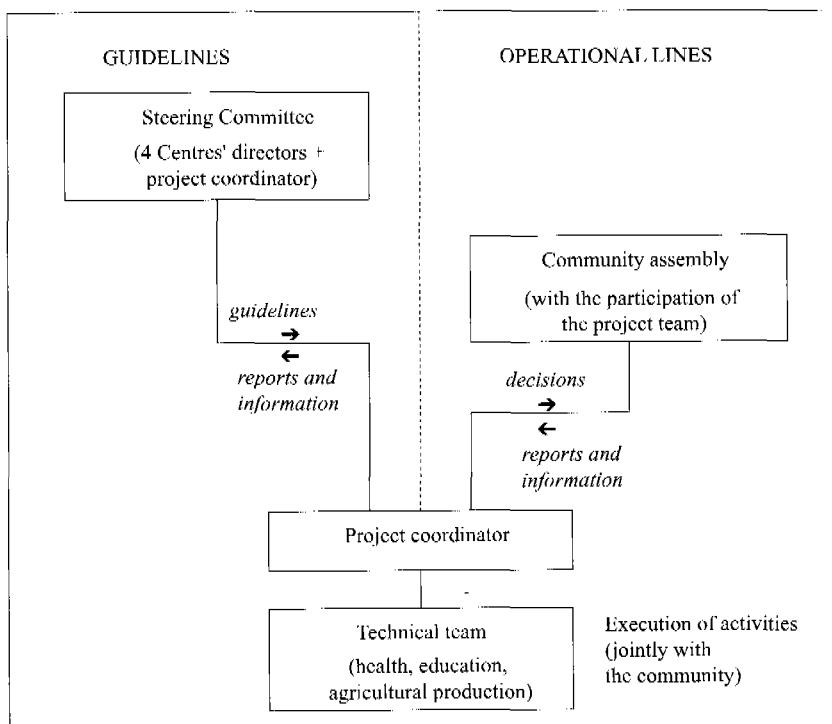 GUIDELINES
OPERATIONAL LINES
Steering Committee
(4 Centres' directors +
project coordinator)
guidelines
→
←
reports and
information
Community assembly
(with the participation of
the project team)
decisions
→
←
reports and
information
Project coordinator
Technical team
(health, education,
agricultural production)
Execution of activities
(jointly with
the community)